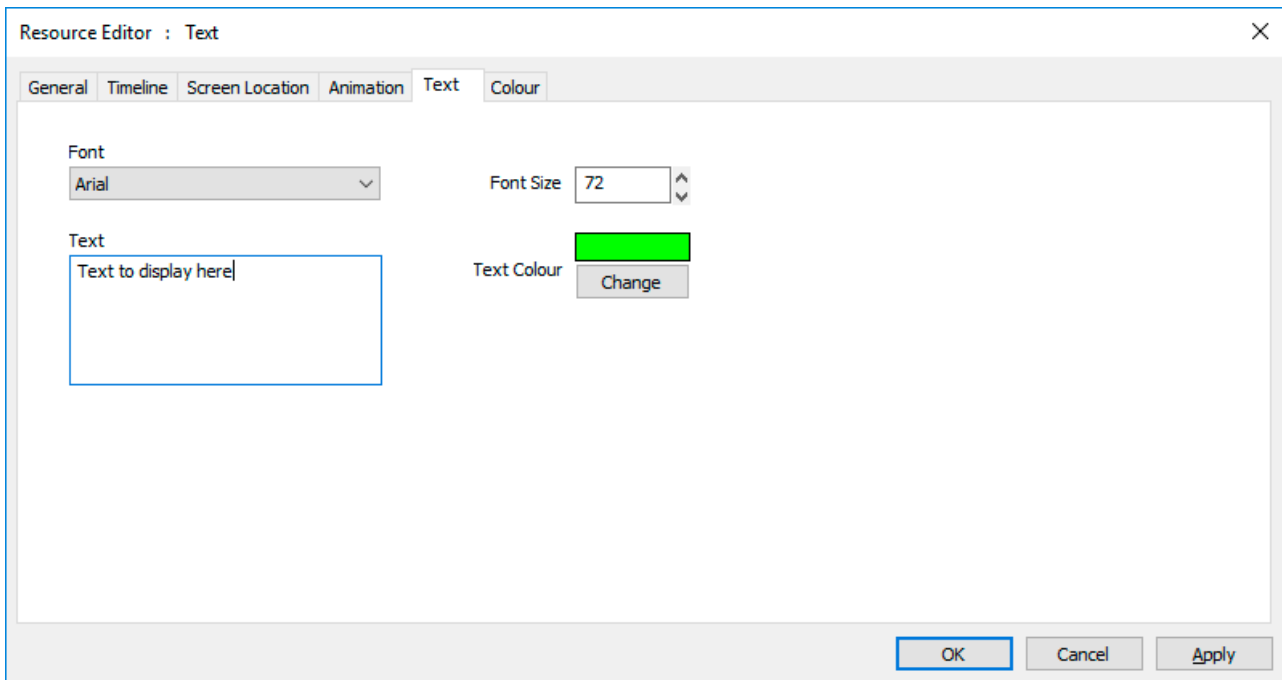 Resource Editor : Text
General Timeline Screen Location Animation Text Colour
Font
Arial
Font Size 72
Text
Text to display here
Text Colour
Change
OK Cancel Apply